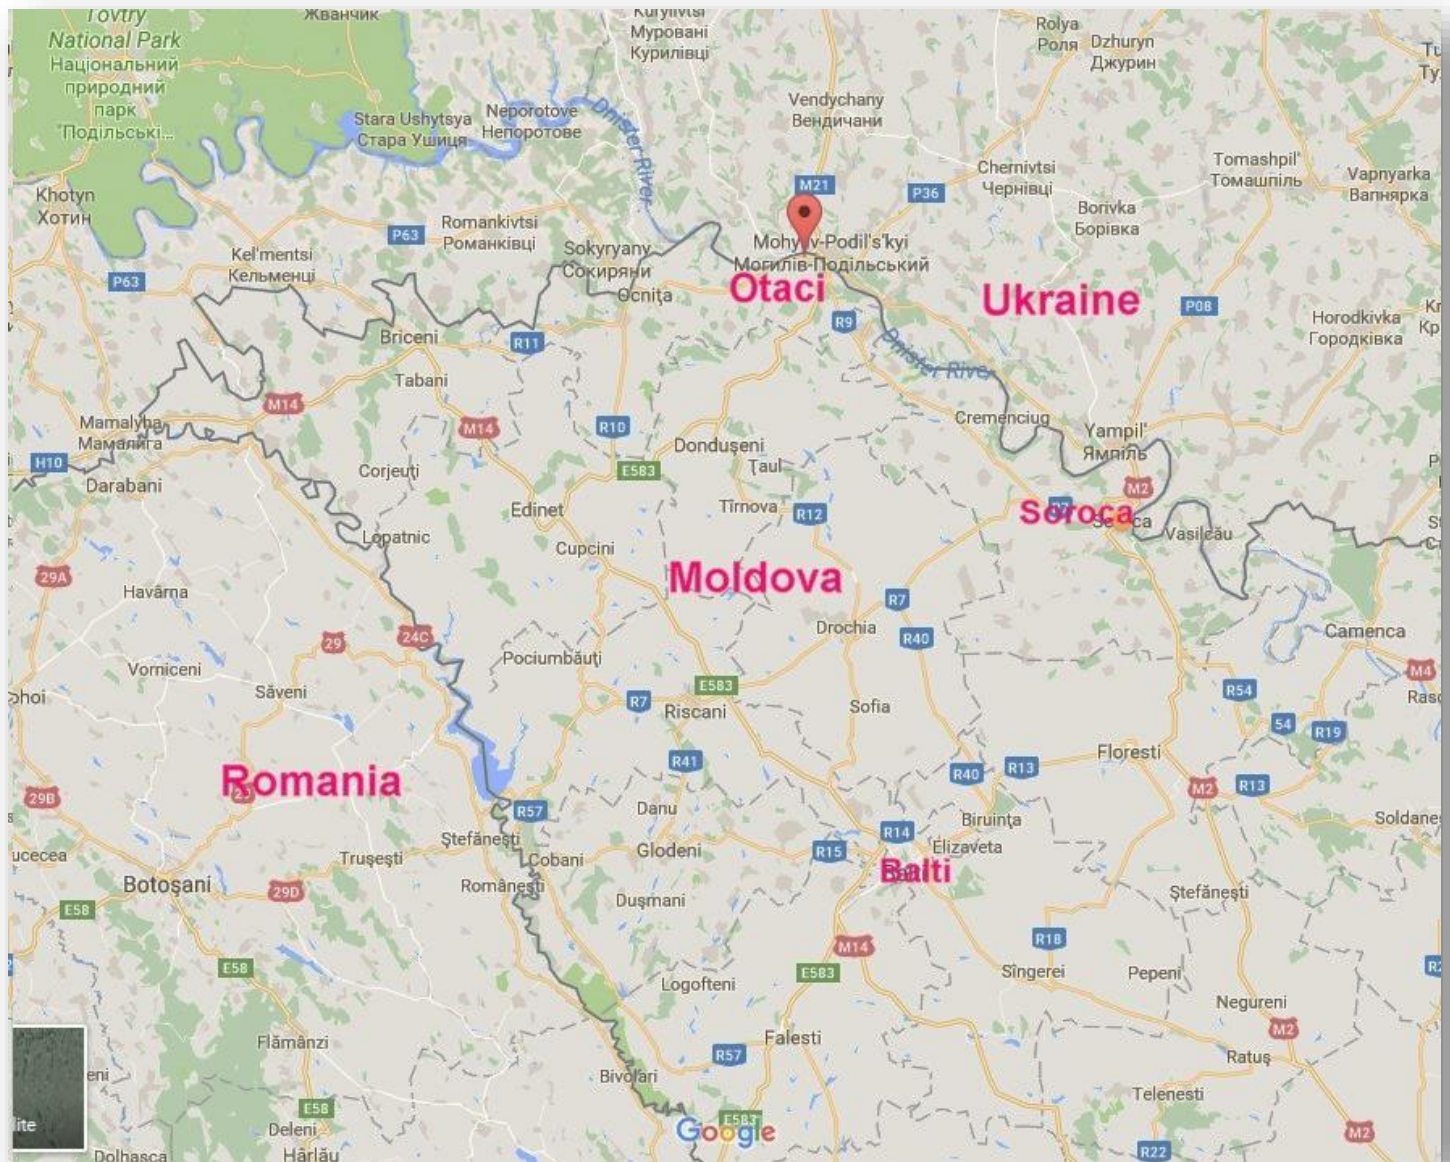 Tovtry
National Park
Національний
природний
парк
"Подільські...
Жванчик
Kurylivtsi
Муровані
Курилівці
Rolya
Роля
Dzhuryn
Джурин
Stara Ushytsya
Стара Ушиця
Neporotove
Непоротове
Dnister River
Vendychany
Вендичани
M21
P36
Chernivtsi
Чернівці
Tomashpil'
Томашпіль
Vapnyarka
Вапнярка
Borivka
Борівка
Khotyn
Хотин
P63
Kel'mentsi
Кельменці
P63
Romankivtsi
Романківці
Sokyryany
Сокиряни
Ocnița
Могилів-Подільський
Otaci
R9
Ukraine
P08
Horodkivka
Городківка
Dnister River
Briceni
R11
Tabani
M14
M14
Mamalyha
Мамалига
H10
Darabani
Corjeuți
R10
E583
Dondușeni
Țaul
Cremenciug
Yampil'
Ямпіль
M2
Edinet
Tîrnova
R12
Soroca
Vasilcău
Lopatnic
Cupcini
29A
Havârna
Moldova
R7
Drochia
R40
Camenca
29
24C
Vorniceni
Săveni
Pociumbăuți
E583
R7
Riscani
Sofia
R54
M4
54
R19
R41
Floresti
Romania
R40
R13
M2
R13
29B
R57
Danu
Biruința
R14
Ștefănești
Trușești
Cobani
Glodeni
R15
Elizaveta
Balti
Botoșani
29D
Românești
Dușmani
Ștefănești
E58
R18
M14
E58
E583
Sîngerei
Pepeni
Logofteni
Negureni
M2
Flămânzi
Falesti
R57
Ratuș
Bivolari
Telenesti
E58
E583
Google
M2
Deleni
Dolhasca
Hârlău
R22